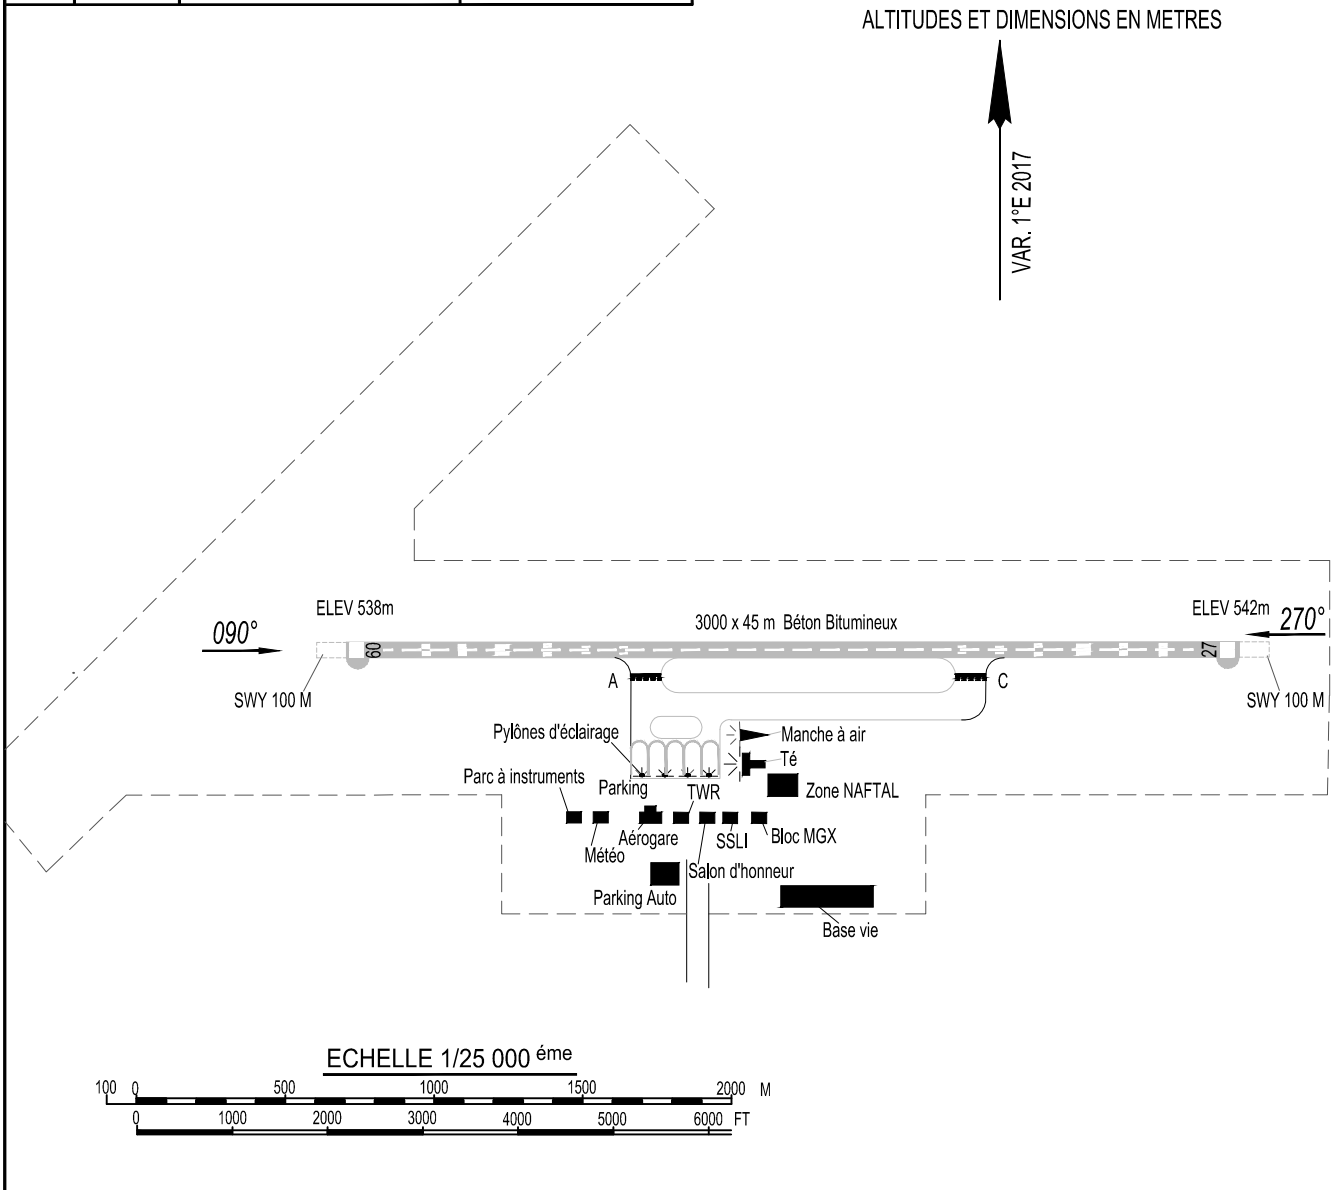 ALTITUDES ET DIMENSIONS EN METRES
VAR. 1°E 2017
ELEV 538m
ELEV 542m
090°
3000 x 45 m Béton Bitumineux
270°
09
27
SWY 100 M
A
C
SWY 100 M
Pylônes d'éclairage
Manche à air
Té
Parc à instruments
Parking
TWR
Zone NAFTAL
Aérogare
SSLI
Bloc MGX
Météo
Salon d'honneur
Parking Auto
Base vie
ECHELLE 1/25 000 éme
100 0 500 1000 1500 2000 M
0 1000 2000 3000 4000 5000 6000 FT